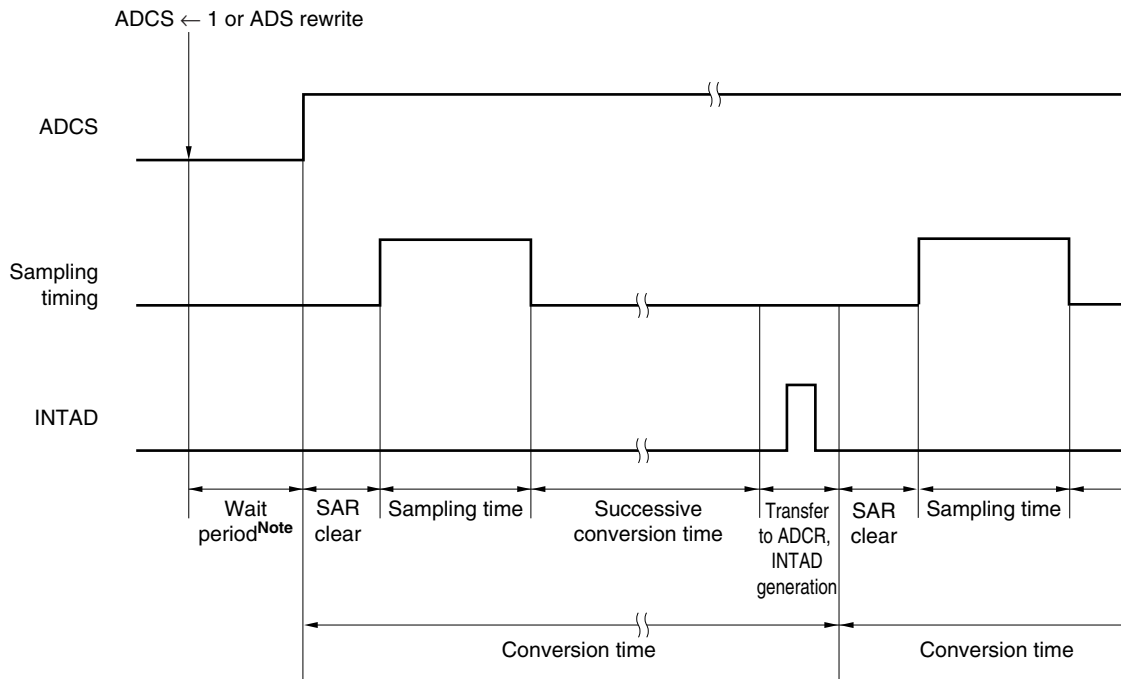 ADCS ← 1 or ADS rewrite
ADCS
Sampling
timing
INTAD
Wait
periodNote
SAR
clear
Sampling time
Successive
conversion time
Transfer
to ADCR,
INTAD
generation
SAR
clear
Sampling time
Conversion time
Conversion time